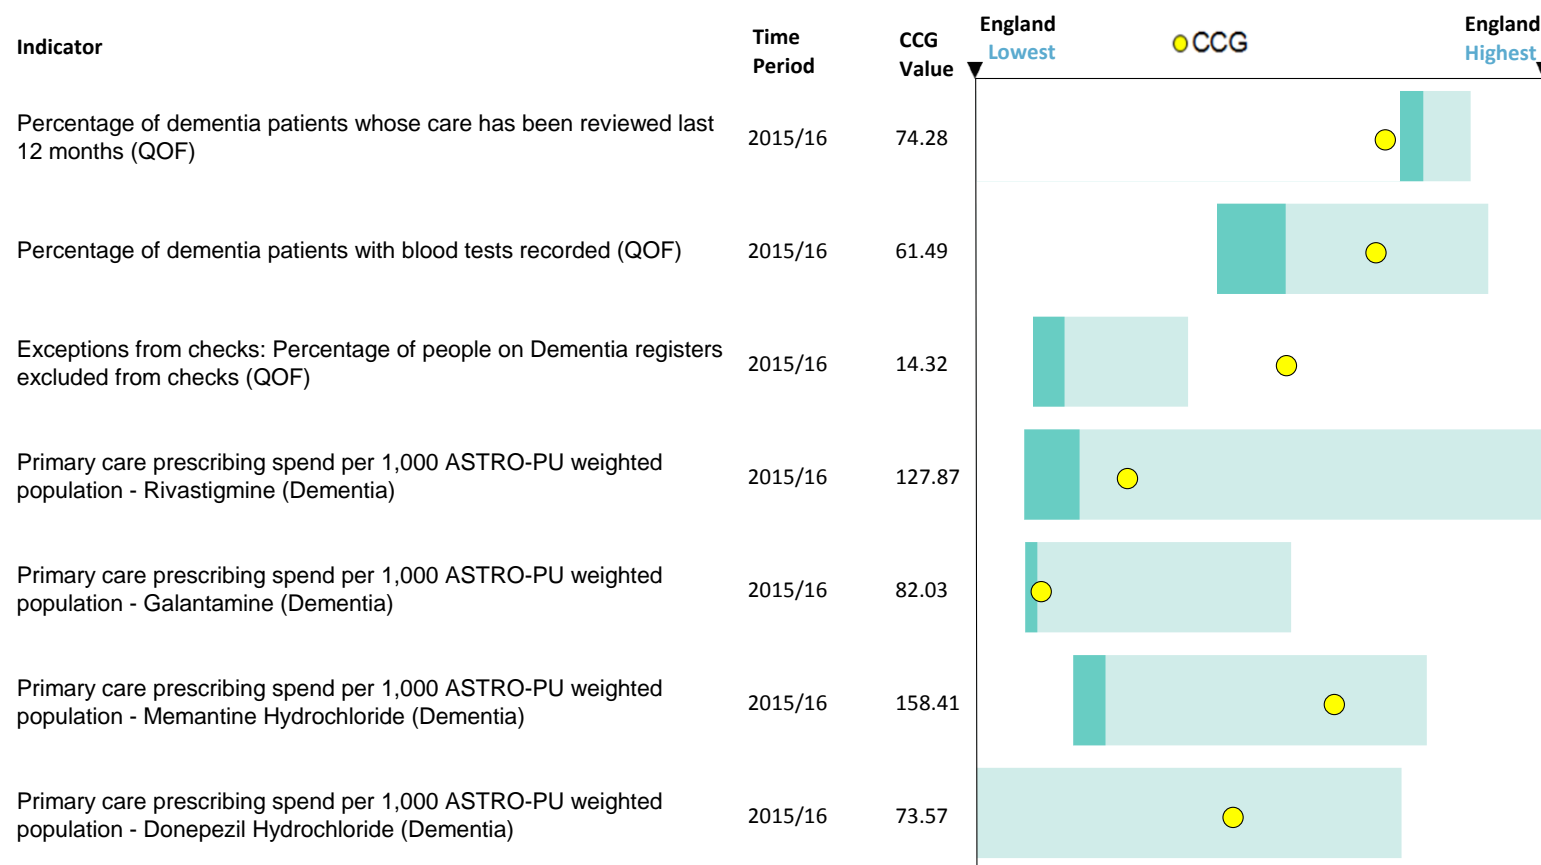 Indicator
Time
Period
CCG
Value
England
Lowest
CCG
England
Highest
Percentage of dementia patients whose care has been reviewed last
12 months (QOF)
2015/16
74.28
Percentage of dementia patients with blood tests recorded (QOF)
2015/16
61.49
Exceptions from checks: Percentage of people on Dementia registers
excluded from checks (QOF)
2015/16
14.32
Primary care prescribing spend per 1,000 ASTRO-PU weighted
population - Rivastigmine (Dementia)
2015/16
127.87
Primary care prescribing spend per 1,000 ASTRO-PU weighted
population - Galantamine (Dementia)
2015/16
82.03
Primary care prescribing spend per 1,000 ASTRO-PU weighted
population - Memantine Hydrochloride (Dementia)
2015/16
158.41
Primary care prescribing spend per 1,000 ASTRO-PU weighted
population - Donepezil Hydrochloride (Dementia)
2015/16
73.57